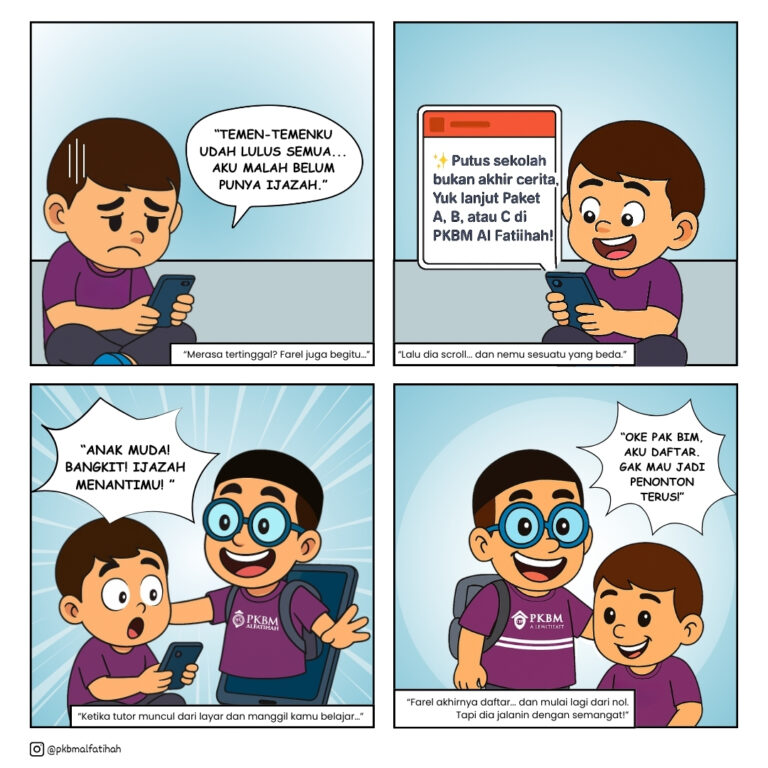 “TEMEN-TEMENKU
UDAH LULUS SEMUA...
AKU MALAH BELUM
PUNYA IJAZAH.”
“Merasa tertinggal? Farel juga begitu…”
✨ Putus sekolah
bukan akhir cerita,
Yuk lanjut Paket
A, B, atau C di
PKBM Al Fatiihah!
“Lalu dia scroll… dan nemu sesuatu yang beda.”
“ANAK MUDA!
BANGKIT! IJAZAH
MENANTIMU! ”
PKBM
ALFATIHAH
“Ketika tutor muncul dari layar dan manggil kamu belajar…”
“OKE PAK BIM,
AKU DAFTAR.
GAK MAU JADI
PENONTON
TERUS!”
PKBM
“Farel akhirnya daftar… dan mulai lagi dari nol.
Tapi dia jalanin dengan semangat!”
@pkbmalfatihah